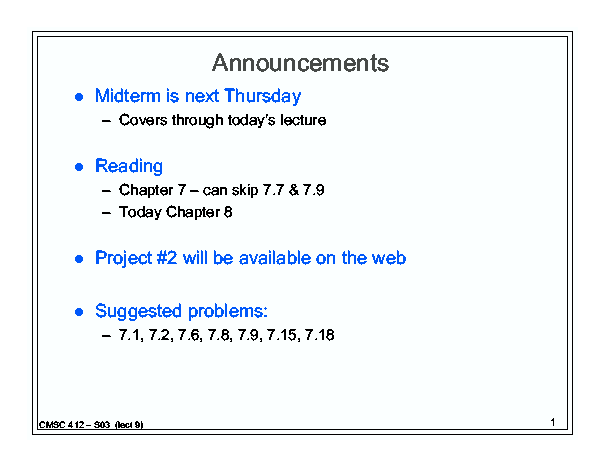 Announcements
● Midterm is next Thursday
– Covers through today's lecture
● Reading
– Chapter 7 – can skip 7.7 & 7.9
– Today Chapter 8
● Project #2 will be available on the web
● Suggested problems:
– 7.1, 7.2, 7.6, 7.8, 7.9, 7.15, 7.18
CMSC 412 – S03 (lect 9)
1